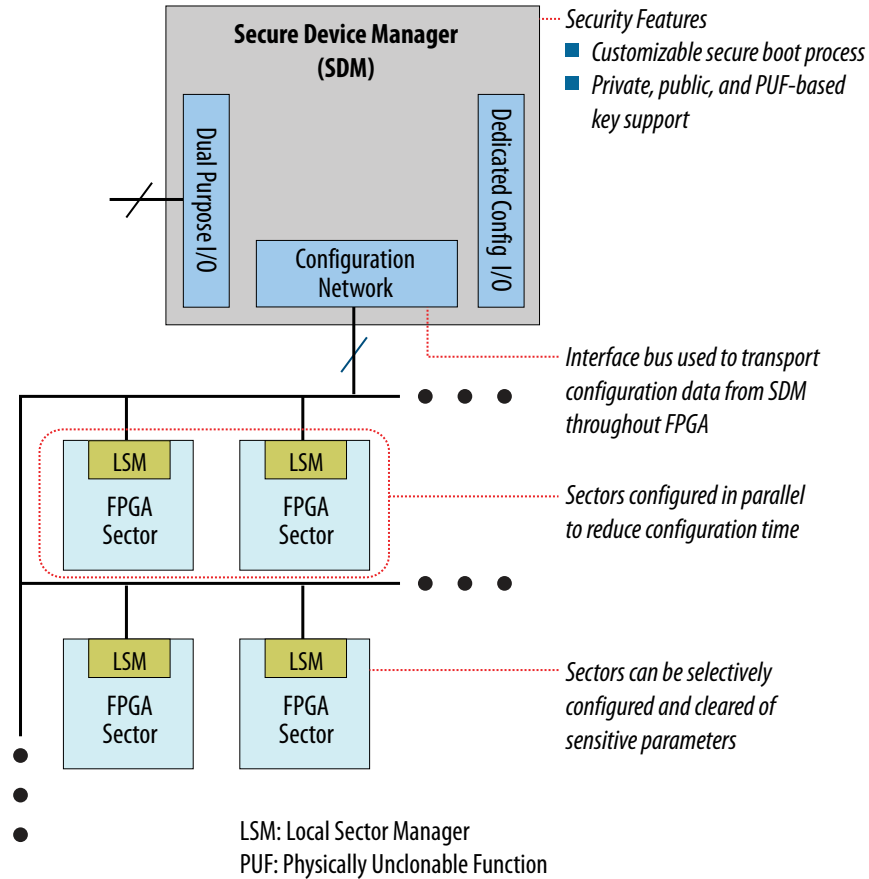 Secure Device Manager
(SDM)
Security Features
Customizable secure boot process
Private, public, and PUF-based
key support
Dual Purpose I/O
Dedicated Config I/O
Configuration
Network
Interface bus used to transport
configuration data from SDM
throughout FPGA
LSM
FPGA
Sector
LSM
FPGA
Sector
Sectors configured in parallel
to reduce configuration time
LSM
FPGA
Sector
LSM
FPGA
Sector
Sectors can be selectively
configured and cleared of
sensitive parameters
LSM: Local Sector Manager
PUF: Physically Unclonable Function